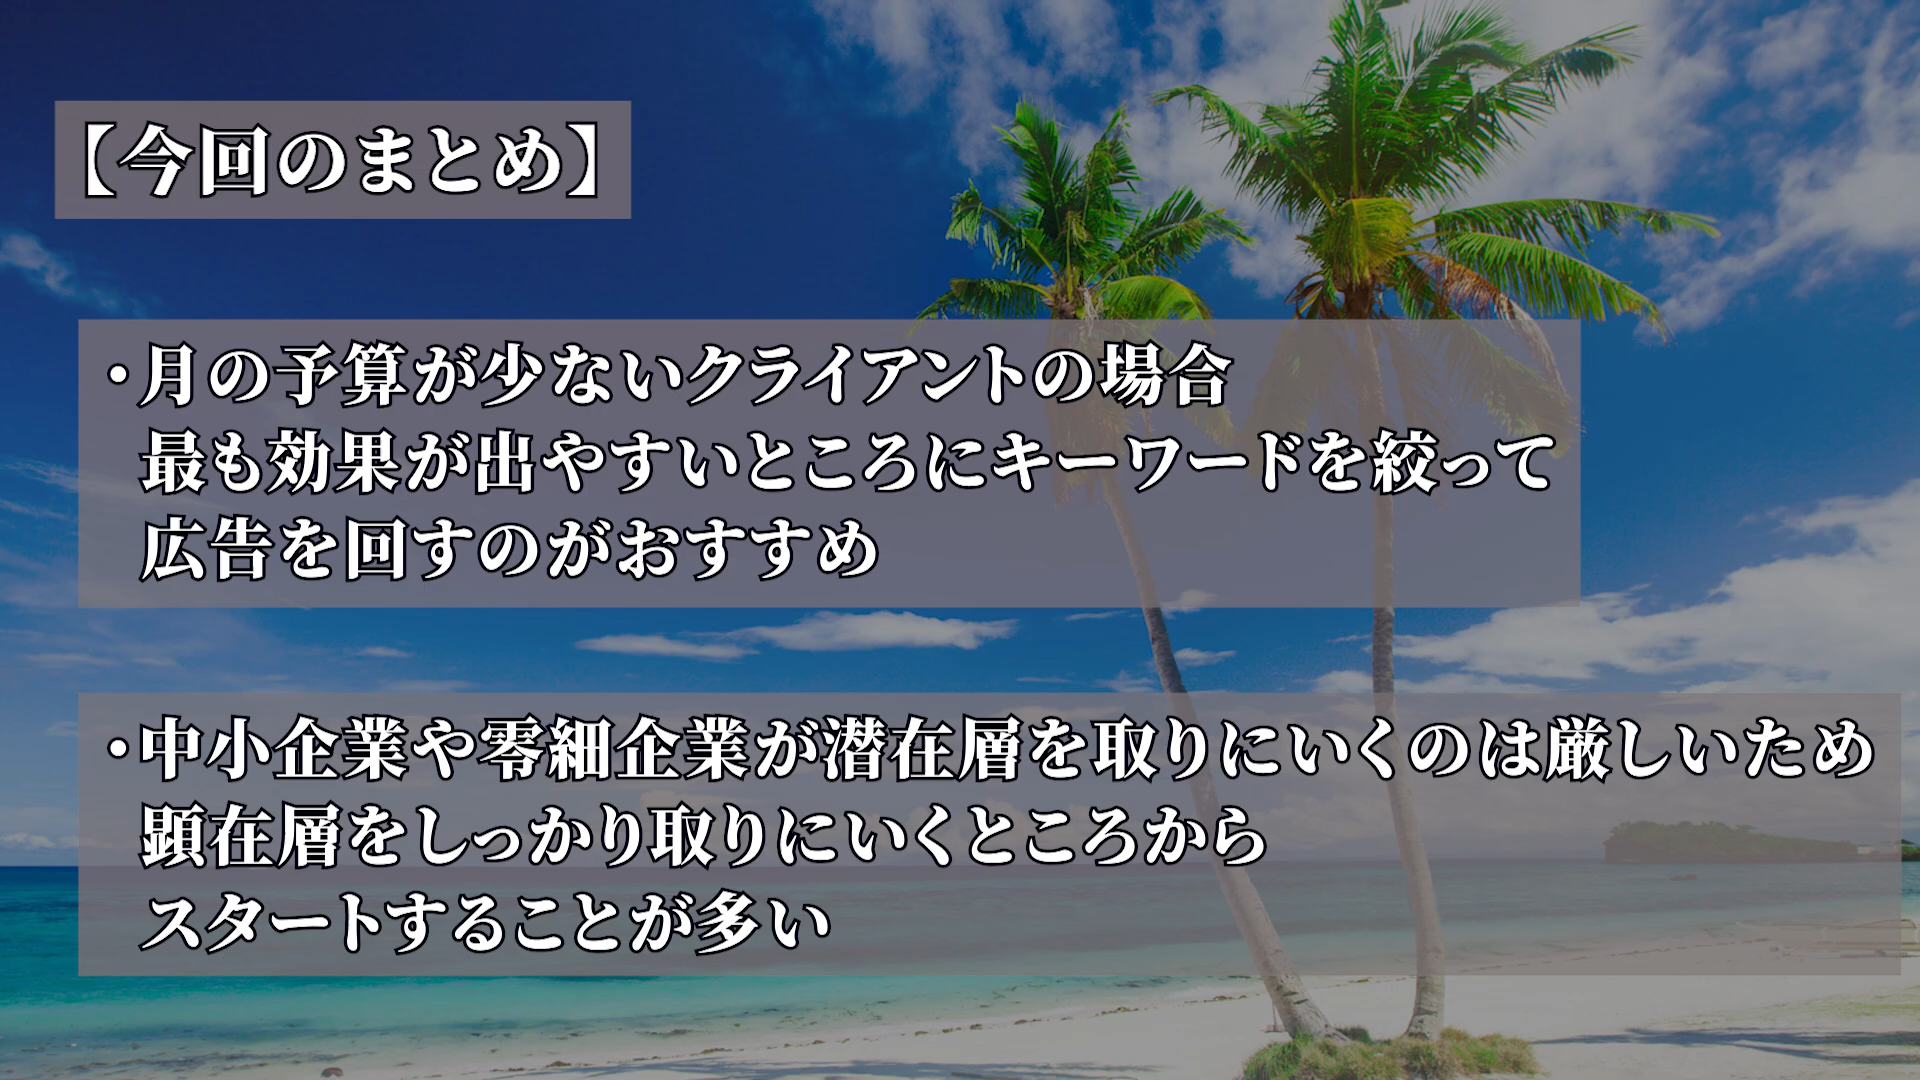 【今回のまとめ】
・月の予算が少ないクライアントの場合
最も効果が出やすいところにキーワードを絞って
広告を回すのがおすすめ
・中小企業や零細企業が潜在層を取りにいくのは厳しいため
顕在層をしっかり取りにいくところから
スタートすることが多い